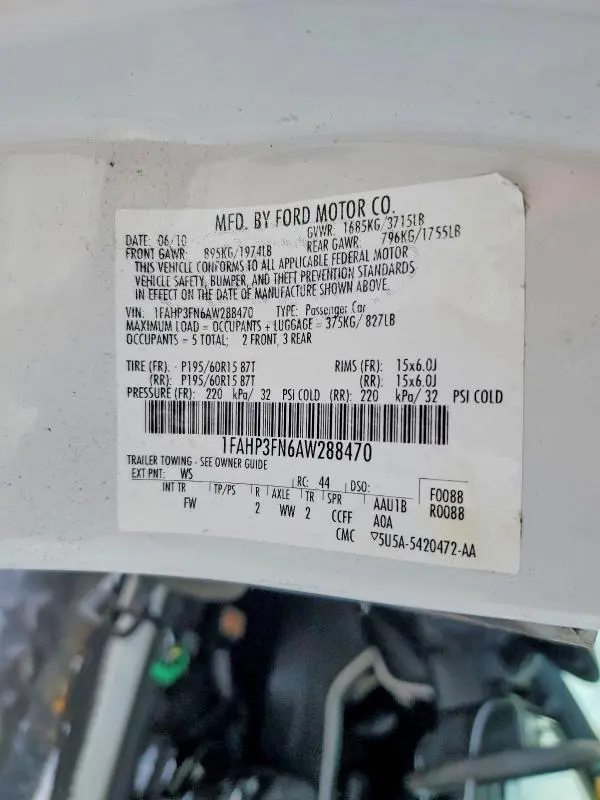 MFD. BY FORD MOTOR CO.
DATE: 06/10 GVWR: 1685KG/3715LB
FRONT GAWR: 895KG/1974LB REAR GAWR: 796KG/1755LB
THIS VEHICLE CONFORMS TO ALL APPLICABLE FEDERAL MOTOR
VEHICLE SAFETY, BUMPER, AND THEFT PREVENTION STANDARDS
IN EFFECT ON THE DATE OF MANUFACTURE SHOWN ABOVE.
VIN: 1FAHP3FN6AW288470 TYPE: Passenger Car
MAXIMUM LOAD = OCCUPANTS + LUGGAGE = 375KG/ 827LB
OCCUPANTS = 5 TOTAL; 2 FRONT, 3 REAR
TIRE (FR): P195/60R15 87T RIMS (FR): 15x6.0J
(RR): P195/60R15 87T (RR): 15x6.0J
PRESSURE (FR): 220 kPa/ 32 PSI COLD (RR): 220 kPa/ 32 PSI COLD
1FAHP3FN6AW288470
TRAILER TOWING - SEE OWNER GUIDE
EXT PNT: WS RC: 44 DSO:
INT TR TP/PS R AXLE TR SPR AAU1B F0088
FW 2 WW 2 CCFF AOA R0088
CMC ▽5U5A-5420472-AA